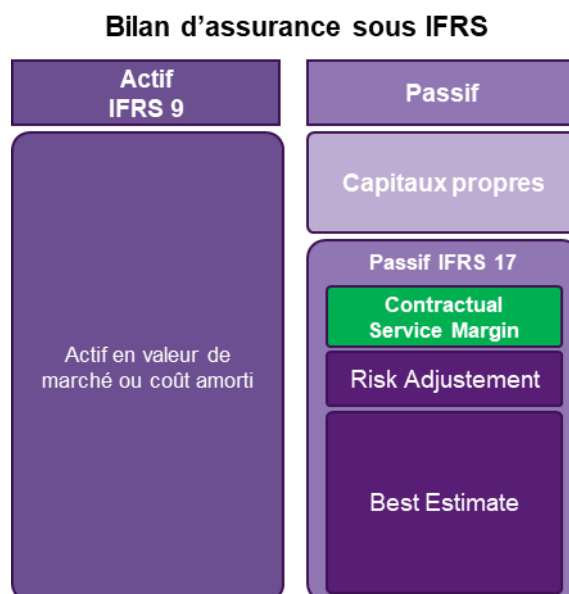 Bilan d’assurance sous IFRS
Actif
IFRS 9
Passif
Actif en valeur de
marché ou coût amorti
Capitaux propres
Passif IFRS 17
Contractual
Service Margin
Risk Adjustement
Best Estimate